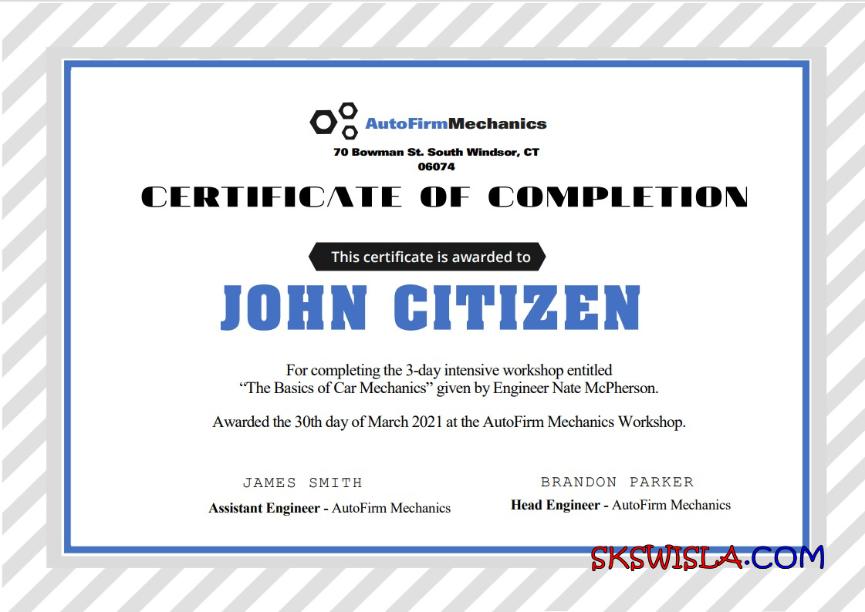 AutoFirmMechanics
70 Bowman St. South Windsor, CT
06074
CERTIFICATE OF COMPLETION
This certificate is awarded to
JOHN CITIZEN
For completing the 3-day intensive workshop entitled
“The Basics of Car Mechanics” given by Engineer Nate McPherson.
Awarded the 30th day of March 2021 at the AutoFirm Mechanics Workshop.
JAMES SMITH
Assistant Engineer - AutoFirm Mechanics
BRANDON PARKER
Head Engineer - AutoFirm Mechanics
SKSWISLA.COM